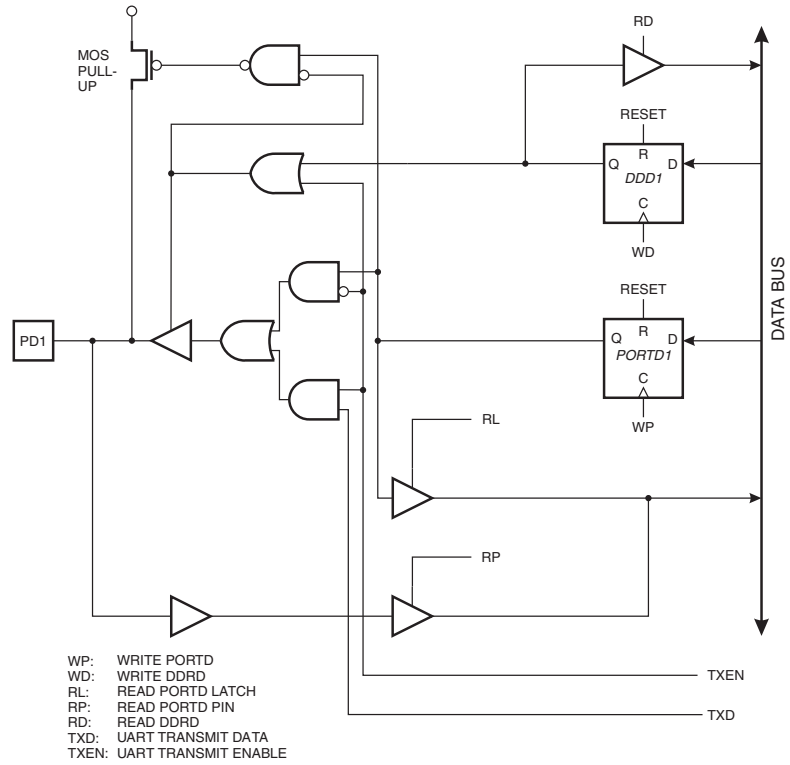 RD
MOS
PULL-
UP
RESET
R
Q
D
DDD1
C
WD
DATA BUS
RESET
R
PD1
Q
D
PORTD1
C
WP
RL
RP
WP: WRITE PORTD
WD: WRITE DDRD
RL: READ PORTD LATCH
RP: READ PORTD PIN
RD: READ DDRD
TXD: UART TRANSMIT DATA
TXEN: UART TRANSMIT ENABLE
TXEN
TXD